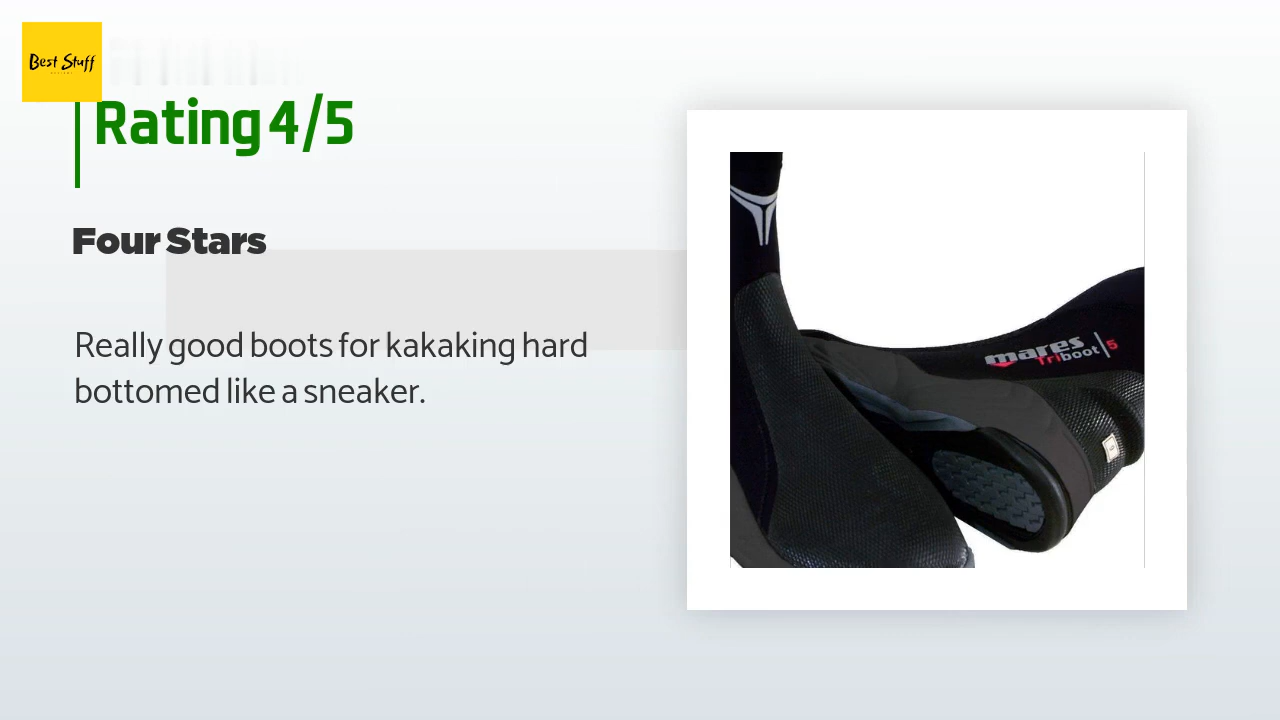 Best Stuff
Rating 4/5
Four Stars
Really good boots for kakaking hard
bottomed like a sneaker.
mares
Triboot 5